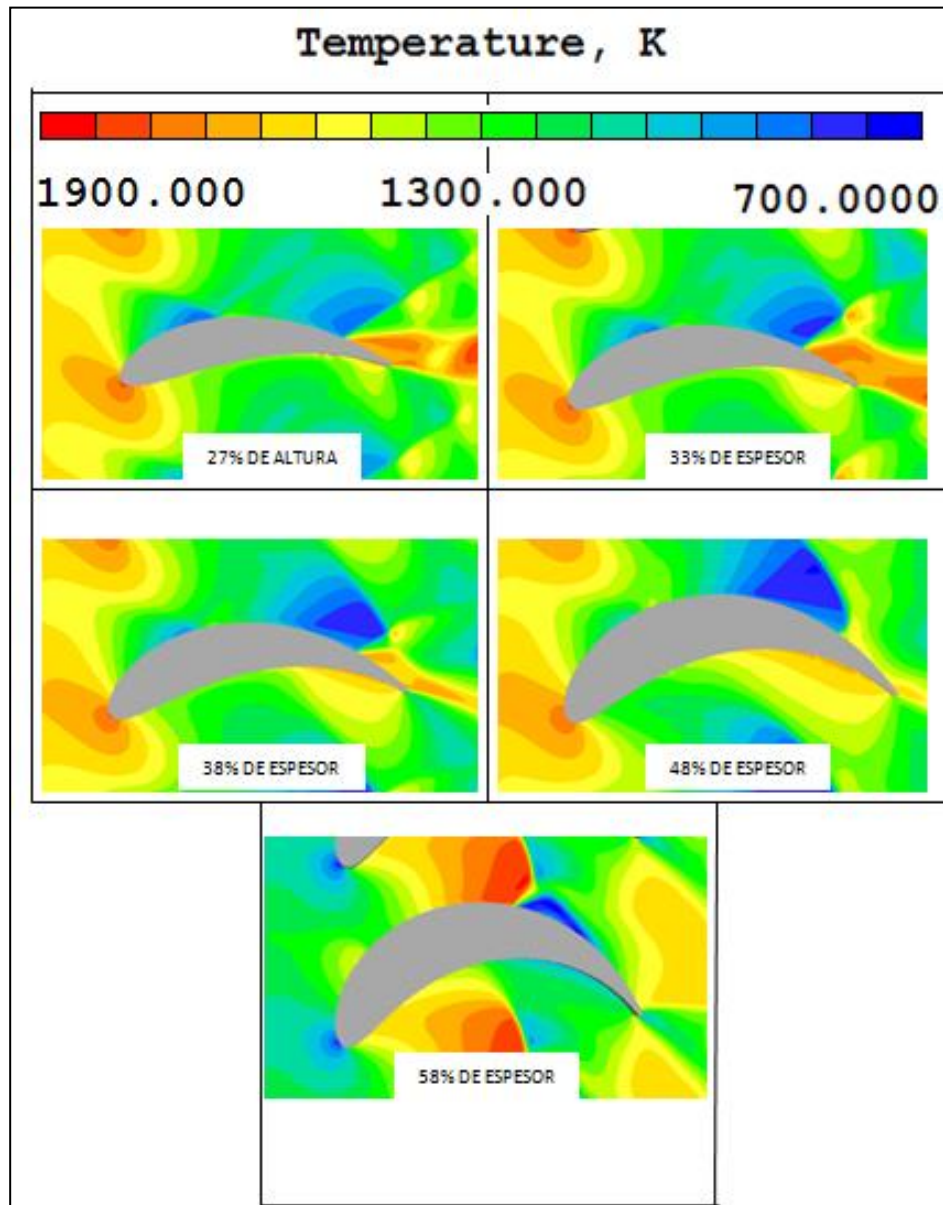 Temperature, K
1900.000 1300.000 700.0000
27% DE ALTURA
33% DE ESPESOR
38% DE ESPESOR
48% DE ESPESOR
58% DE ESPESOR